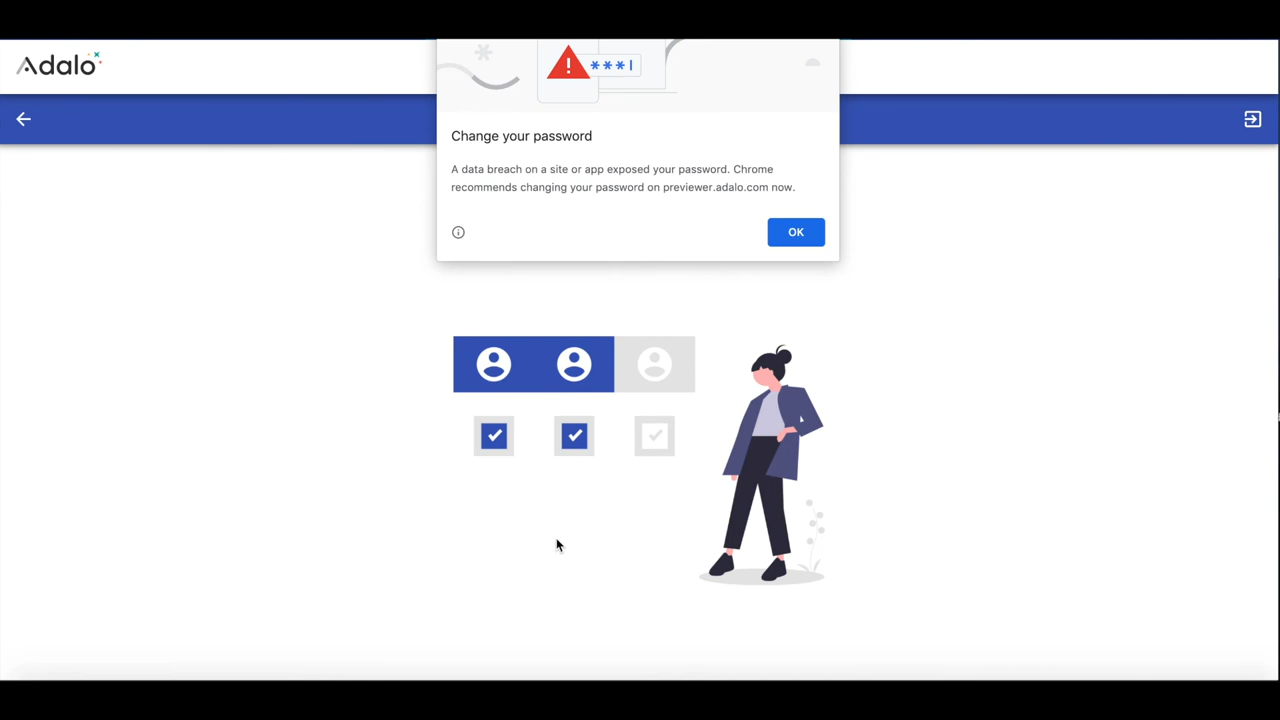 Adalo
***|
Change your password
A data breach on a site or app exposed your password. Chrome
recommends changing your password on previewer.adalo.com now.
OK